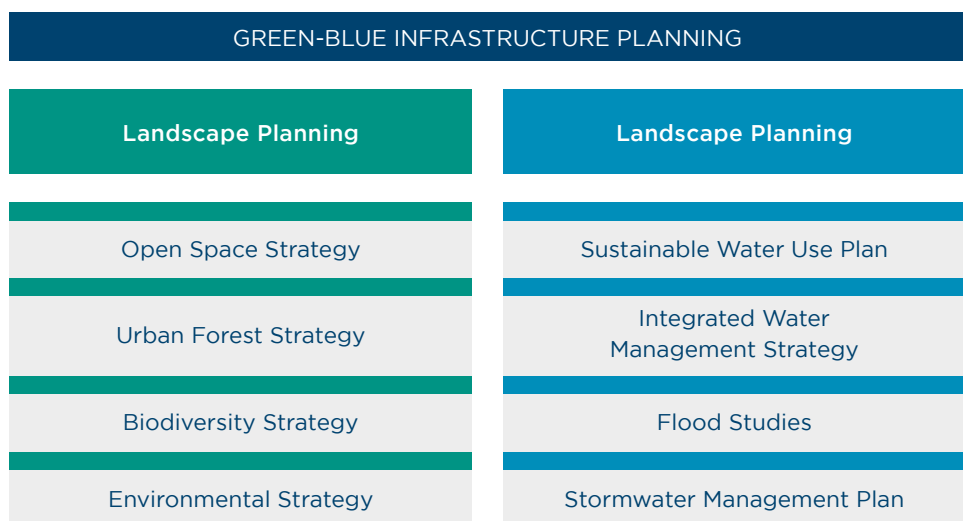 GREEN-BLUE INFRASTRUCTURE PLANNING
Landscape Planning
Open Space Strategy
Urban Forest Strategy
Biodiversity Strategy
Environmental Strategy
Landscape Planning
Sustainable Water Use Plan
Integrated Water
Management Strategy
Flood Studies
Stormwater Management Plan